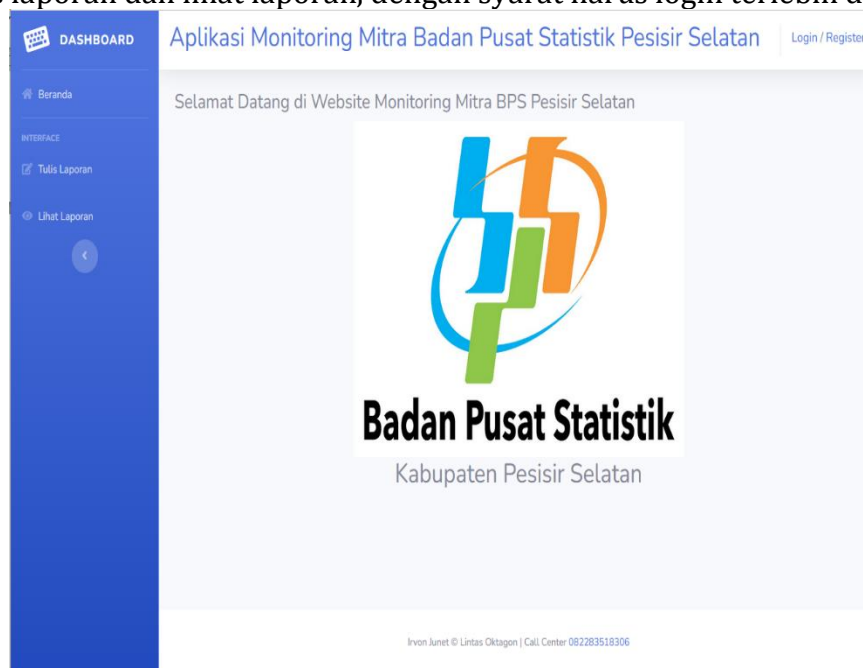 laporan dan lihat laporan, dengan syarat harus login terlebih
DASHBOARD
Aplikasi Monitoring Mitra Badan Pusat Statistik Pesisir Selatan
Login / Register
Beranda
Selamat Datang di Website Monitoring Mitra BPS Pesisir Selatan
INTERFACE
Tulis Laporan
Lihat Laporan
Badan Pusat Statistik
Kabupaten Pesisir Selatan
Irvon Junet © Lintas Oktagon | Call Center 082283518306